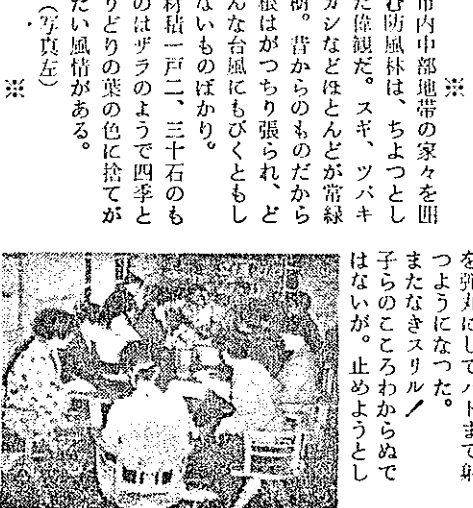 ※
市内中部地帯の家々を囲
む防風林は、ちよつとし
た偉観だ。スギ、ツバキ
ガシなどほとんどが常緑
樹。昔からのものだから
根はがつちり張られ、ど
んな台風にもびくともし
ないものばかり。
材積一戸二、三十石のも
のはザラのようで四季と
りどりの葉の色に捨てが
たい風情がある。
(写真左)
※
を弾丸にしてハトまで射
つようになつた。
またなきスリル!
子らのこころわからぬで
はないが。止めようとし